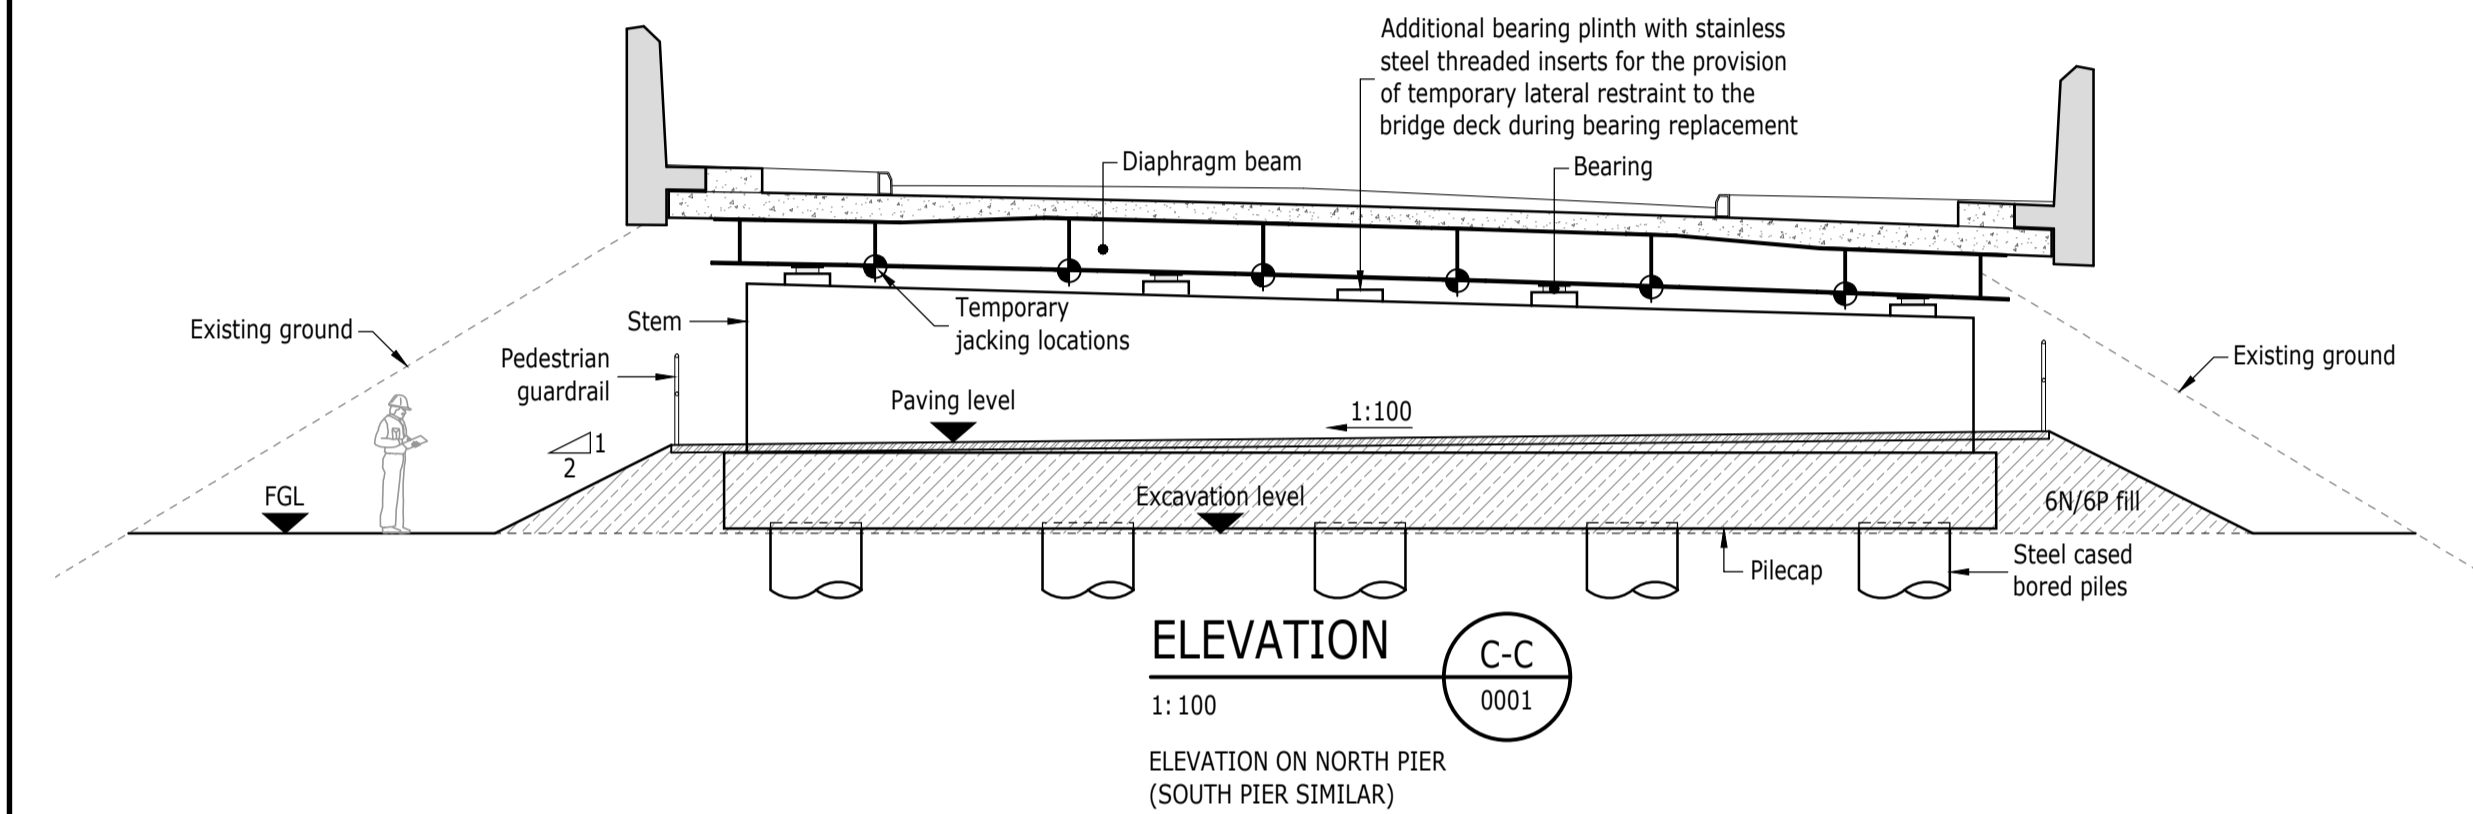 Additional bearing plinth with stainless
steel threaded inserts for the provision
of temporary lateral restraint to the
bridge deck during bearing replacement
Diaphragm beam
Bearing
Existing ground
Stem
Temporary
jacking locations
Pedestrian
guardrail
Existing ground
Paving level
1:100
1
2
FGL
Excavation level
6N/6P fill
Pilecap
Steel cased
bored piles
ELEVATION
C-C
1:100
0001
ELEVATION ON NORTH PIER
(SOUTH PIER SIMILAR)